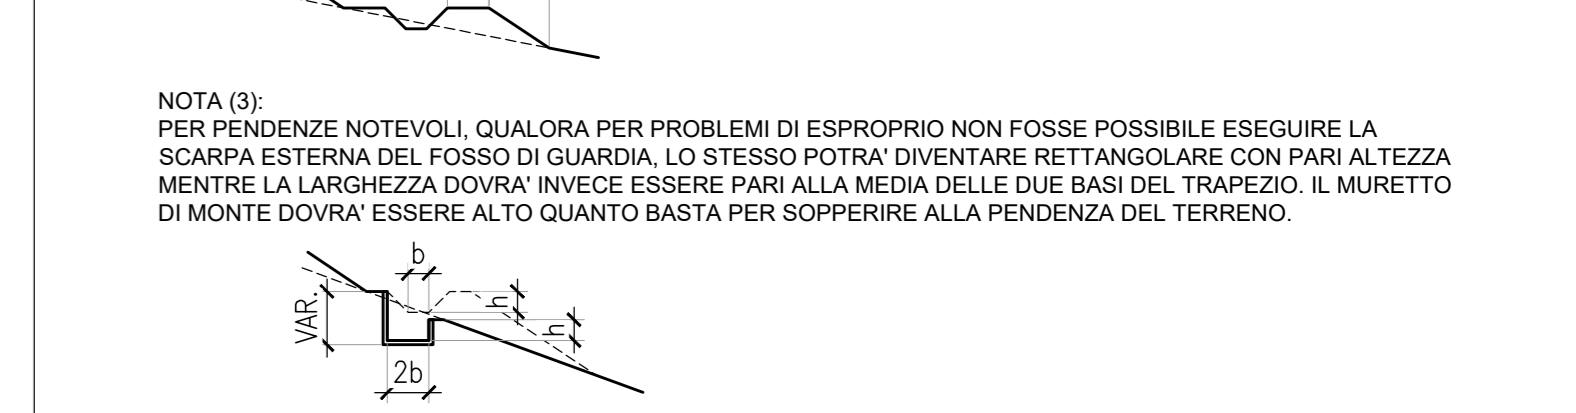 NOTA (3):
PER PENDENZE NOTEVOLI, QUALORA PER PROBLEMI DI ESPROPRIO NON FOSSE POSSIBILE ESEGUIRE LA
SCARPA ESTERNA DEL FOSSO DI GUARDIA, LO STESSO POTRA' DIVENTARE RETTANGOLARE CON PARI ALTEZZA
MENTRE LA LARGHEZZA DOVRA' INVECE ESSERE PARI ALLA MEDIA DELLE DUE BASI DEL TRAPEZIO. IL MURETTO
DI MONTE DOVRA' ESSERE ALTO QUANTO BASTA PER SOPPERIRE ALLA PENDENZA DEL TERRENO.
b
VAR.
h
h
2b